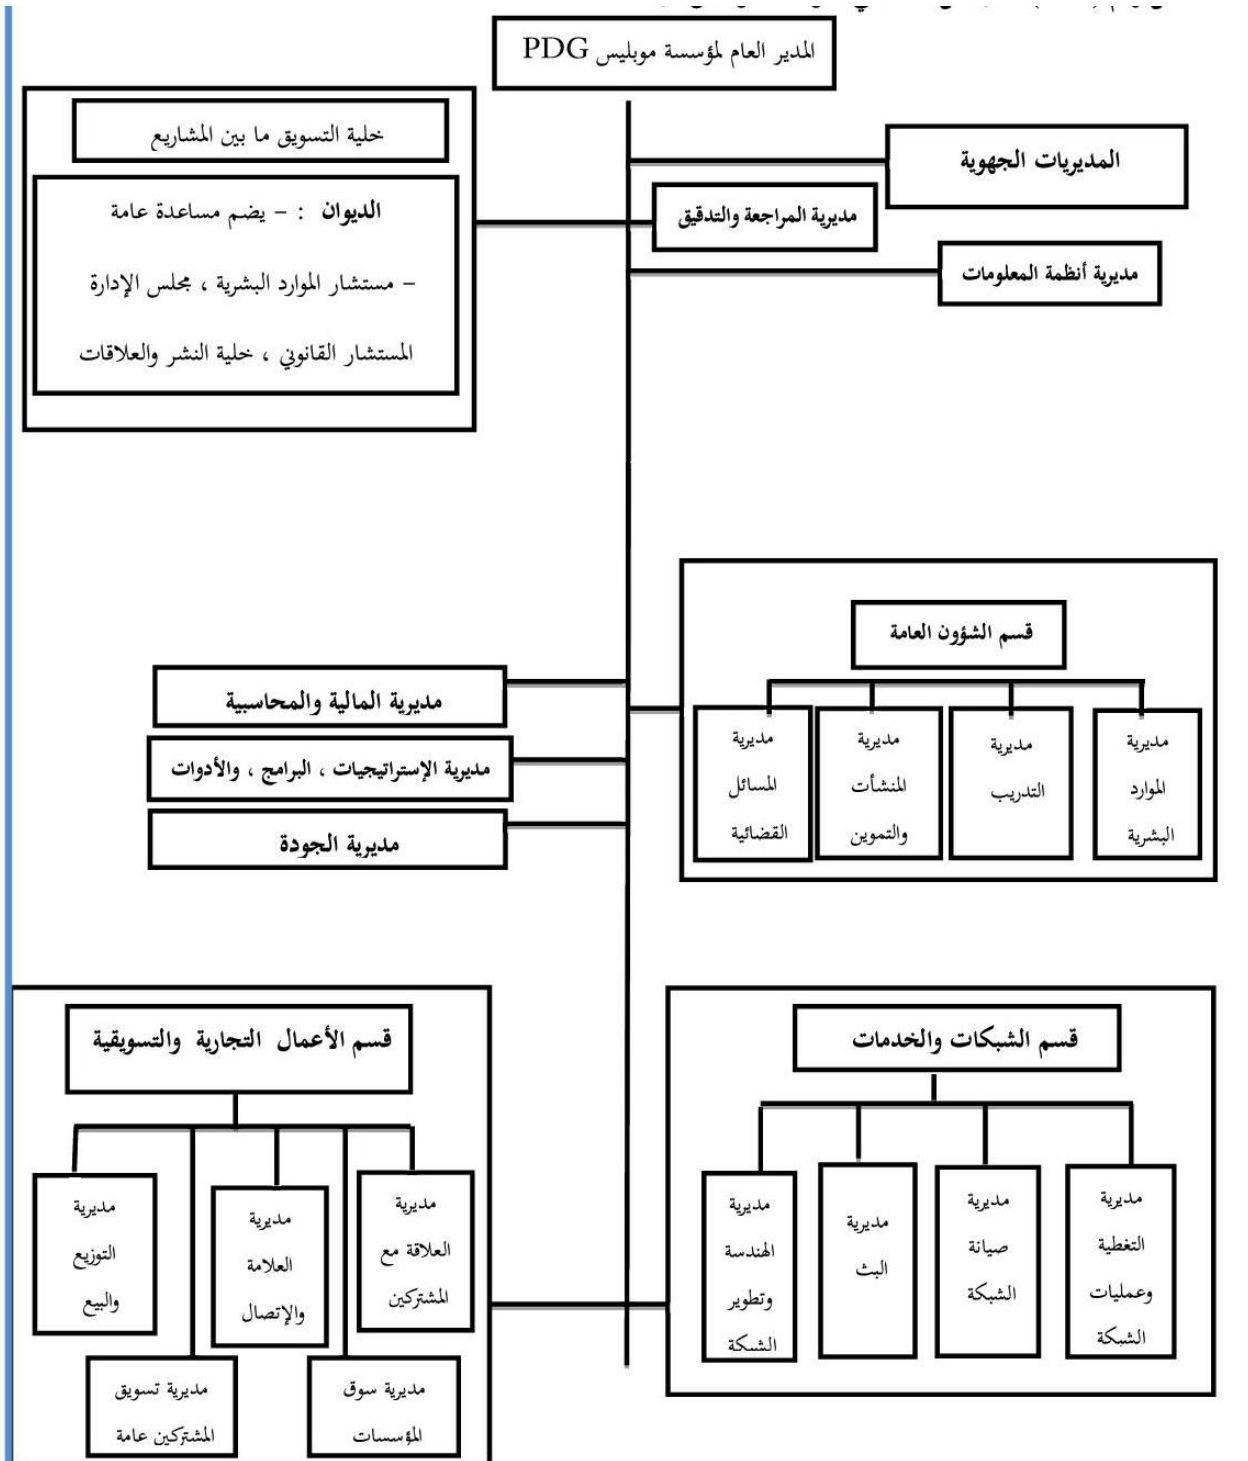 المدير العام لمؤسسة موبليس PDG
خلية التسويق ما بين المشاريع
الديوان : – يضم مساعدة عامة
– مستشار الموارد البشرية ، مجلس الإدارة
المستشار القانوني ، خلية النشر والعلاقات
المديريات الجهوية
مديرية المراجعة والتدقيق
مديرية أنظمة المعلومات
قسم الشؤون العامة
مديرية
الموارد
البشرية
مديرية
التدريب
مديرية
المنشأت
والتموين
مديرية
المسائل
القضائية
مديرية المالية والمحاسبية
مديرية الإستراتيجيات ، البرامج ، والأدوات
مديرية الجودة
قسم الشبكات والخدمات
مديرية
التغطية
وعمليات
الشبكة
مديرية
صيانة
الشبكة
مديرية
البث
مديرية
الهندسة
وتطوير
الشبكة
قسم الأعمال التجارية والتسويقية
مديرية
العلاقة مع
المشتركين
مديرية
العلامة
والإتصال
مديرية
التوزيع
والبيع
مديرية سوق
المؤسسات
مديرية تسويق
المشتركين عامة